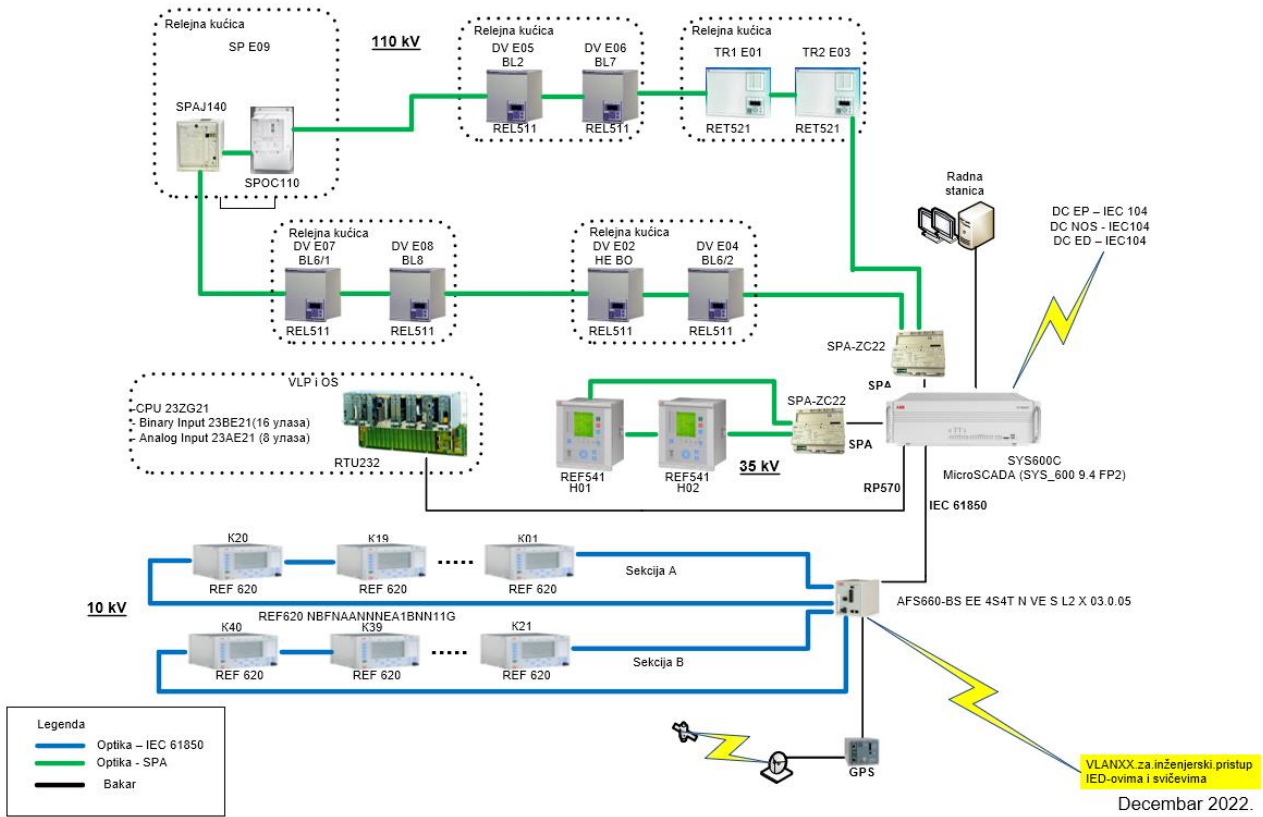 Relejna kućica
SP E09
SPAJ140
SPOC110
110 kV
Relejna kućica
DV E05
BL2
DV E06
BL7
REL511
REL511
Relejna kućica
TR1 E01
TR2 E03
RET521
RET521
Relejna kućica
DV E07
BL6/1
DV E08
BL8
REL511
REL511
Relejna kućica
DV E02
HE BO
DV E04
BL6/2
REL511
REL511
Radna
stanica
DC EP – IEC 104
DC NOS - IEC104
DC ED – IEC104
SPA-ZC22
SPA
VLP i OS
-CPU 23ZG21
- Binary Input 23BE21(16 улаза)
- Analog Input 23AE21 (8 улаза)
RTU232
SPA-ZC22
SPA
REF541
H01
REF541
H02
35 kV
SYS600C
MicroSCADA (SYS_600 9.4 FP2)
RP570
IEC 61850
10 kV
K20
K19
K01
.....
REF 620
REF 620
REF 620
Sekcija A
REF620 NBFNAANNNEA1BNN11G
K40
K39
K21
.....
REF 620
REF 620
REF 620
Sekcija B
AFS660-BS EE 4S4T N VE S L2 X 03.0.05
GPS
Legenda
Optika – IEC 61850
Optika - SPA
Bakar
VLANXX.za.inženjerski.pristup
IED-ovima i svičevima
Decembar 2022.